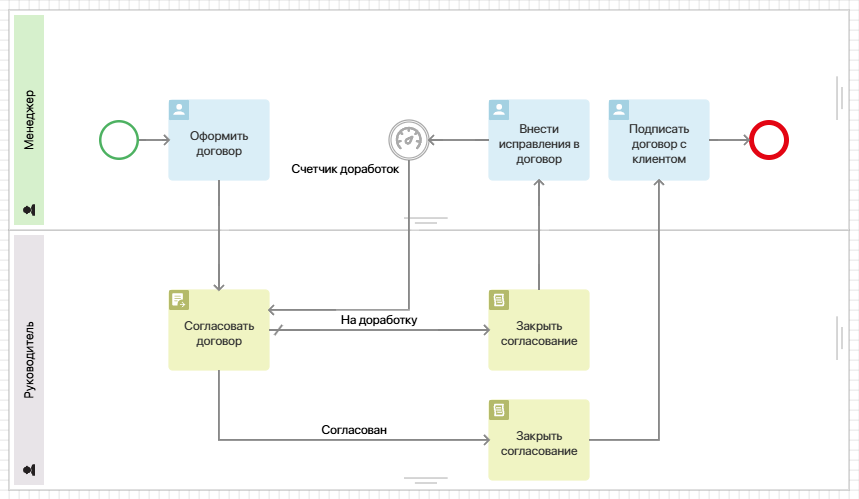 Менеджер
Оформить
договор
Счетчик доработок
Внести
исправления в
договор
Подписать
договор с
клиентом
Руководитель
Согласовать
договор
На доработку
Закрыть
согласование
Согласован
Закрыть
согласование